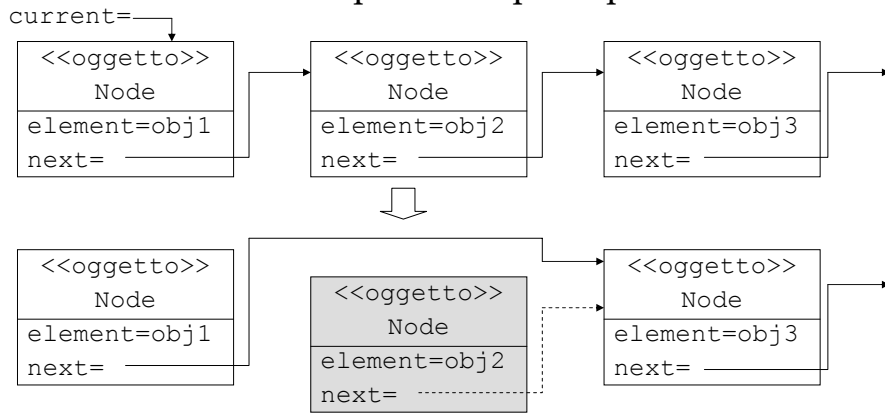 current=
<<oggetto>>
Node
element=obj1
next=
<<oggetto>>
Node
element=obj2
next=
<<oggetto>>
Node
element=obj3
next=
<<oggetto>>
Node
element=obj1
next=
<<oggetto>>
Node
element=obj2
next=
<<oggetto>>
Node
element=obj3
next=